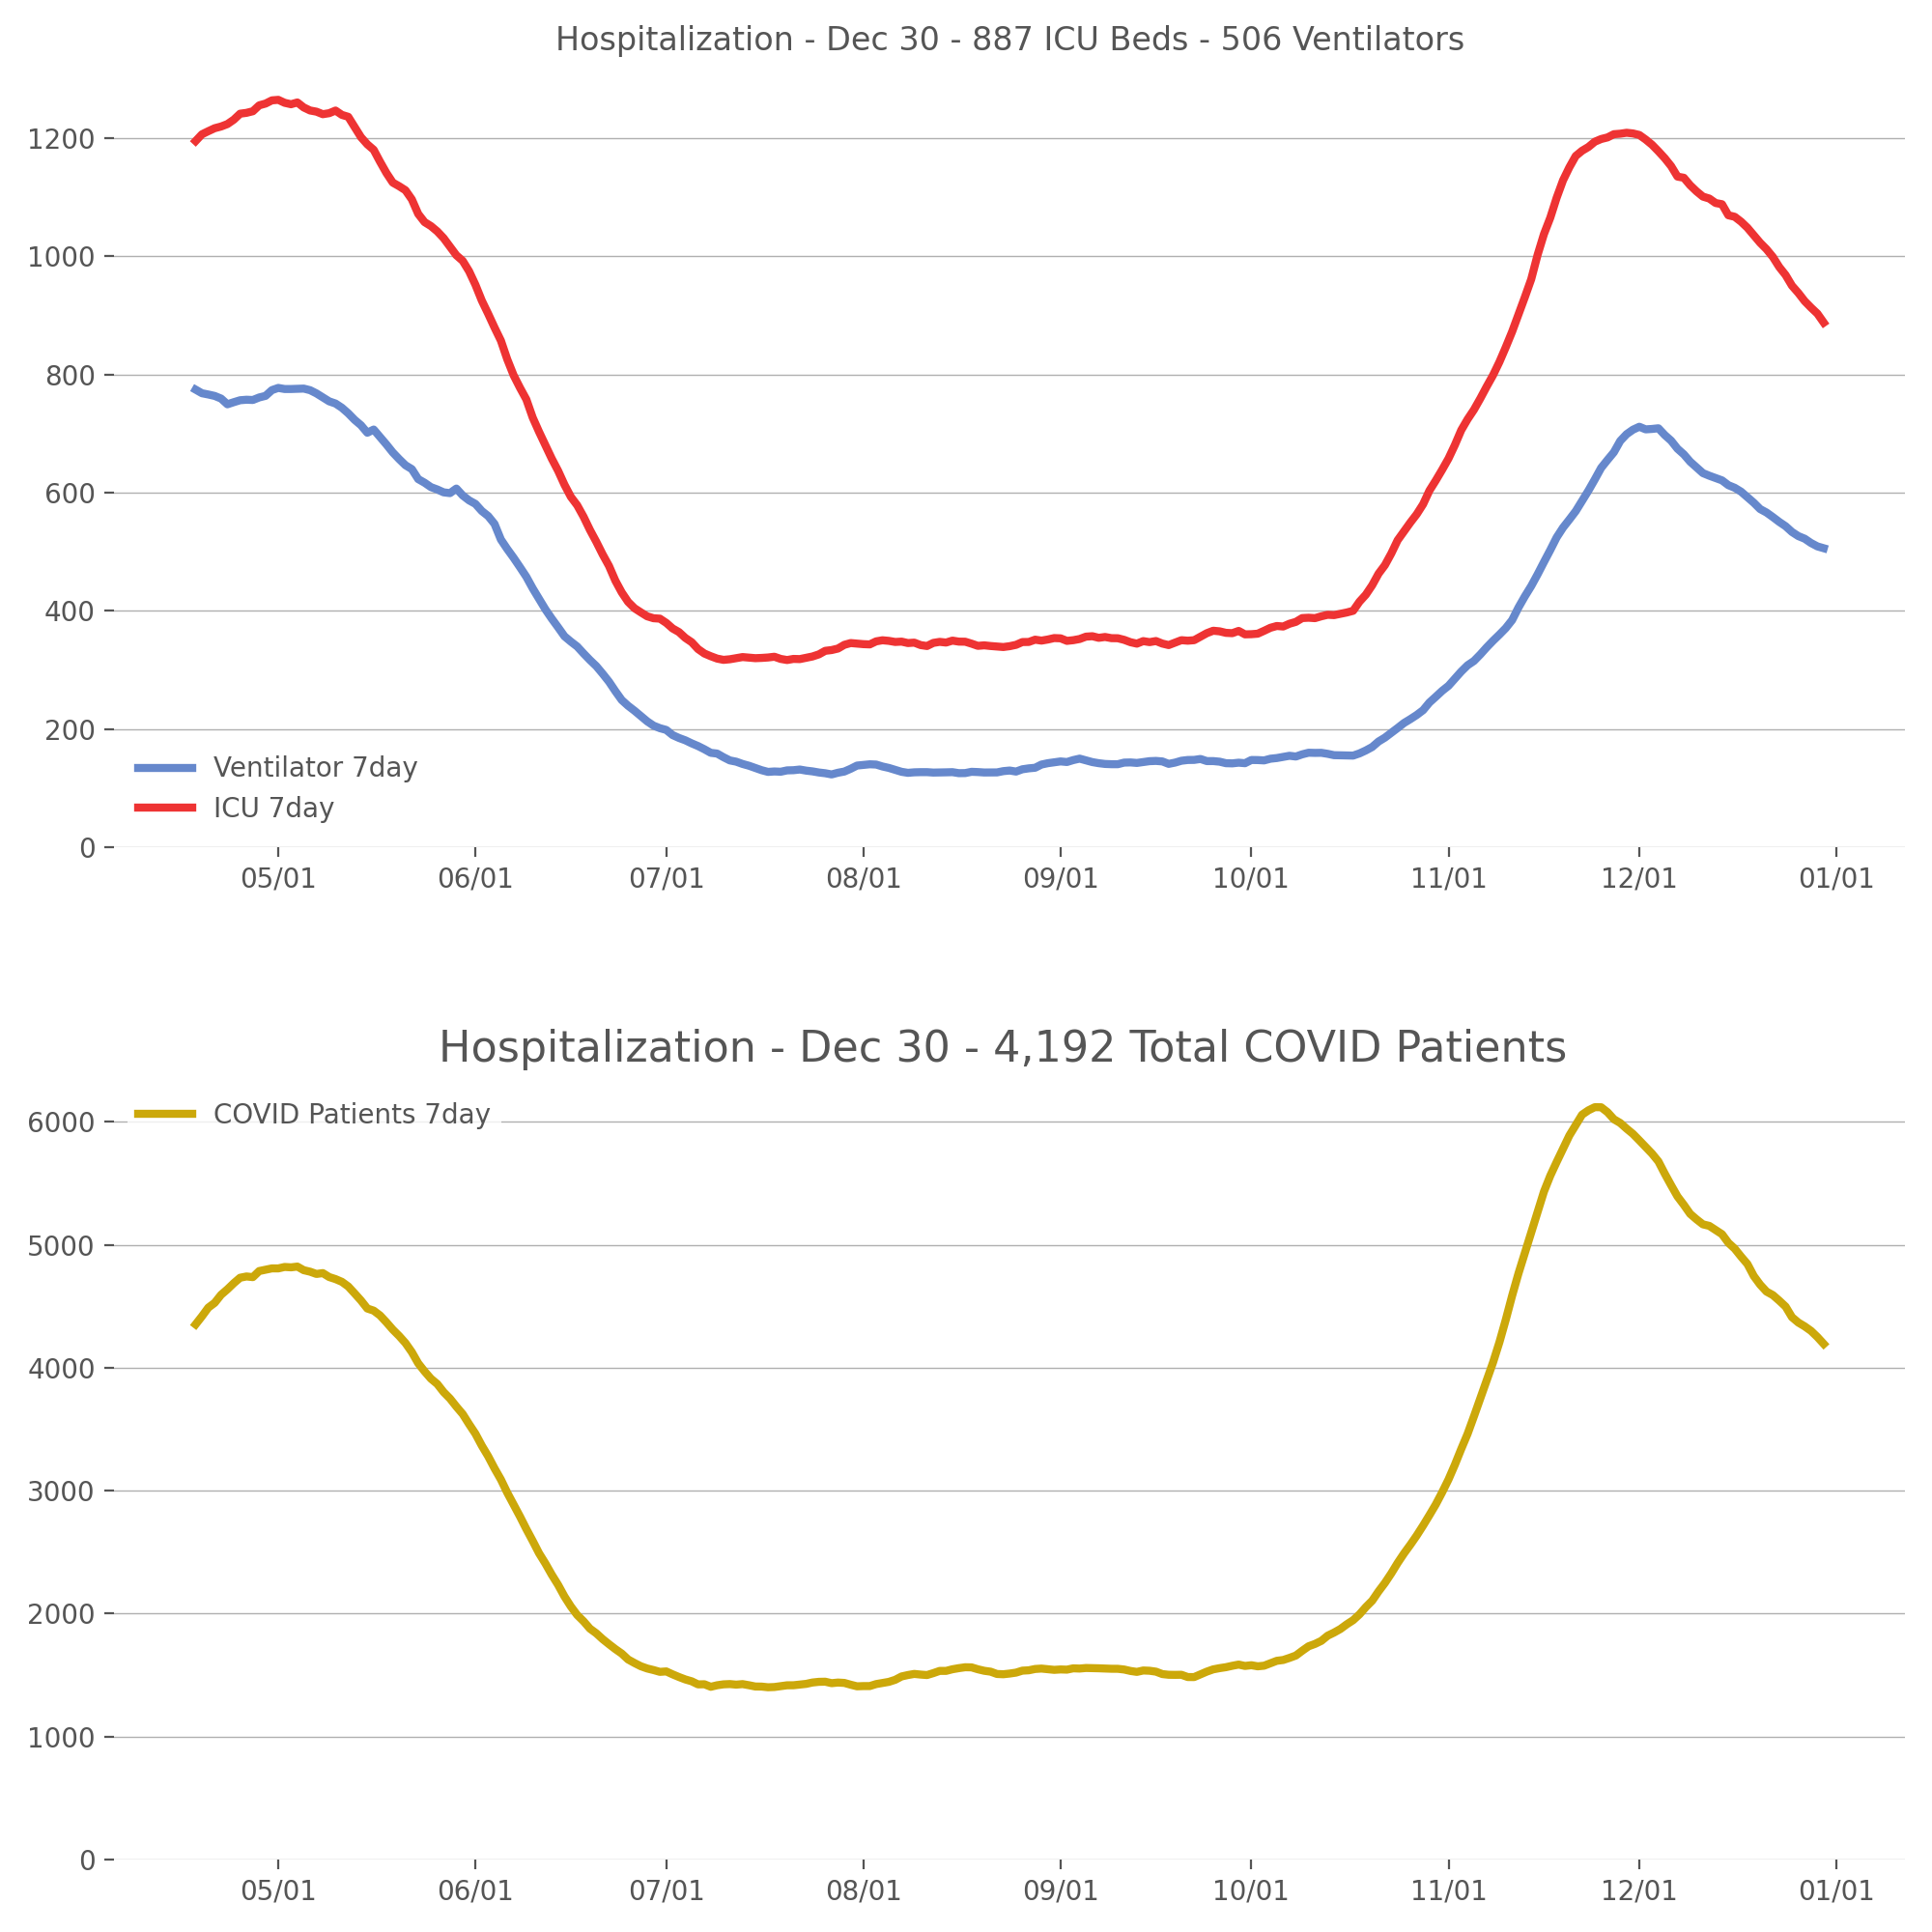 Hospitalization - Dec 30 - 887 ICU Beds - 506 Ventilators
1200
1000
800
600
400
200
0
Ventilator 7day
ICU 7day
05/01 06/01 07/01 08/01 09/01 10/01 11/01 12/01 01/01
Hospitalization - Dec 30 - 4,192 Total COVID Patients
COVID Patients 7day
6000
5000
4000
3000
2000
1000
0
05/01 06/01 07/01 08/01 09/01 10/01 11/01 12/01 01/01